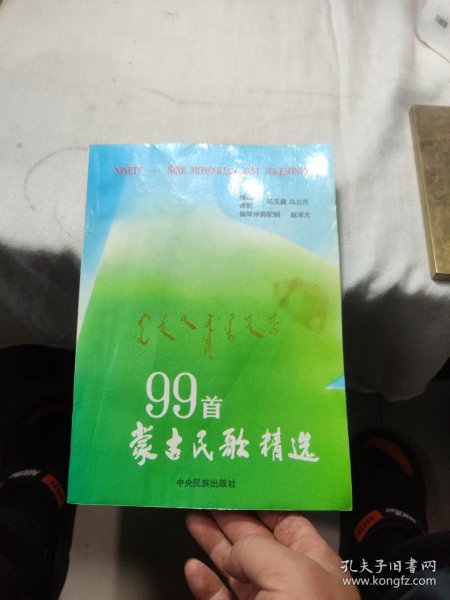 NINETY —— NINE MONGOLIAN BEST FOLKSONGS
马玉蕤 乌兰杰
译配
钢琴伴奏配制 赵宋光
99首
蒙古民歌精选
中央民族出版社
孔夫子旧书网
www.kongfz.com